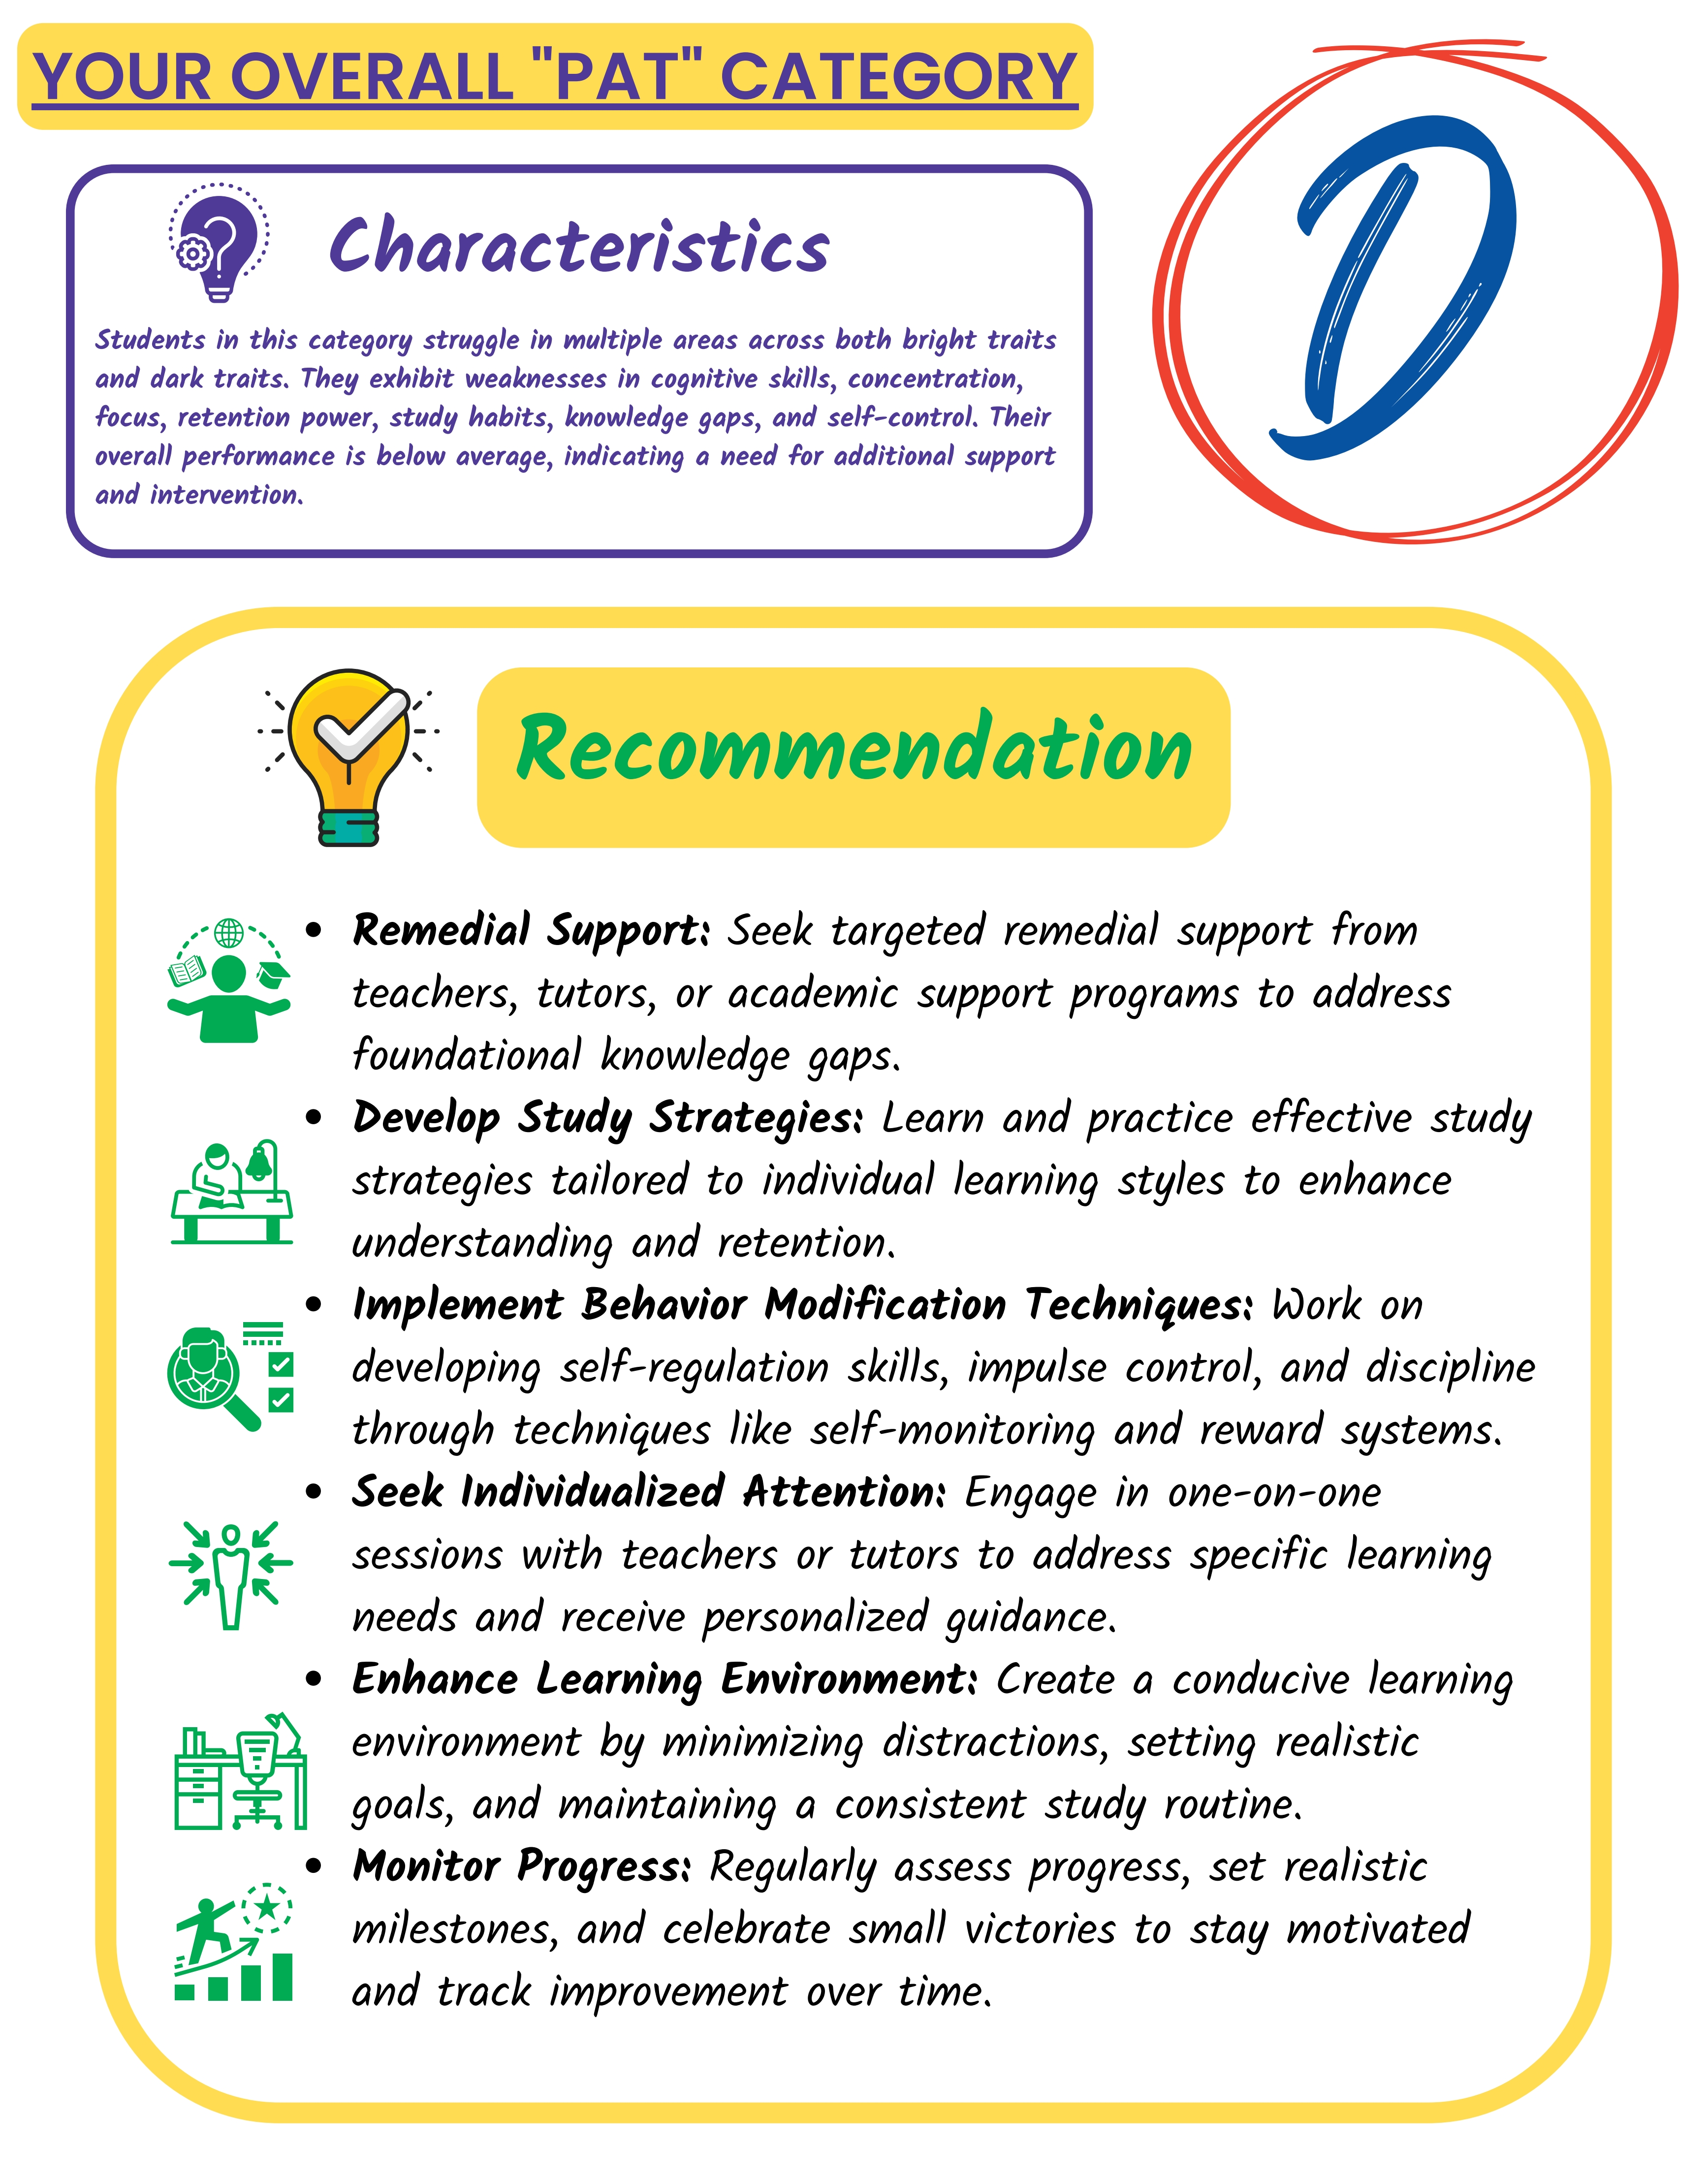 YOUR OVERALL "PAT" CATEGORY
D
Characteristics
Students in this category struggle in multiple areas across both bright traits
and dark traits. They exhibit weaknesses in cognitive skills, concentration,
focus, retention power, study habits, knowledge gaps, and self-control. Their
overall performance is below average, indicating a need for additional support
and intervention.
Recommendation
• Remedial Support: Seek targeted remedial support from
teachers, tutors, or academic support programs to address
foundational knowledge gaps.
• Develop Study Strategies: Learn and practice effective study
strategies tailored to individual learning styles to enhance
understanding and retention.
• Implement Behavior Modification Techniques: Work on
developing self-regulation skills, impulse control, and discipline
through techniques like self-monitoring and reward systems.
• Seek Individualized Attention: Engage in one-on-one
sessions with teachers or tutors to address specific learning
needs and receive personalized guidance.
• Enhance Learning Environment: Create a conducive learning
environment by minimizing distractions, setting realistic
goals, and maintaining a consistent study routine.
• Monitor Progress: Regularly assess progress, set realistic
milestones, and celebrate small victories to stay motivated
and track improvement over time.